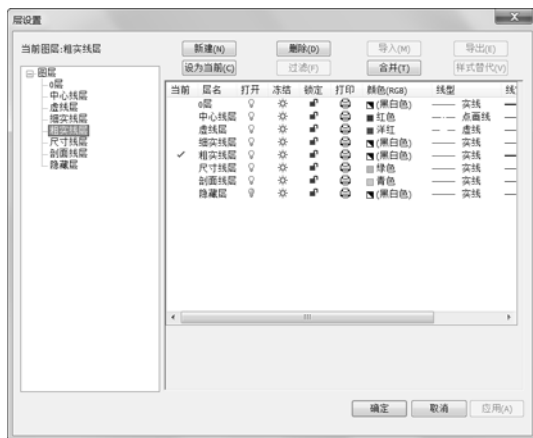 层设置
当前图层:粗实线层
新建(N) 删除(D) 导入(M) 导出(E)
设为当前(C) 过滤(F) 合并(T) 样式替代(V)
图层
0层
中心线层
虚线层
细实线层
粗实线层
尺寸线层
剖面线层
隐藏层
当前 层名 打开 冻结 锁定 打印 颜色(RGB) 线型 线
0层 (黑白色) 实线
中心线层 红色 点画线
虚线层 洋红 虚线
细实线层 (黑白色) 实线
粗实线层 (黑白色) 实线
尺寸线层 绿色 实线
剖面线层 青色 实线
隐藏层 (黑白色) 实线
确定 取消 应用(A)